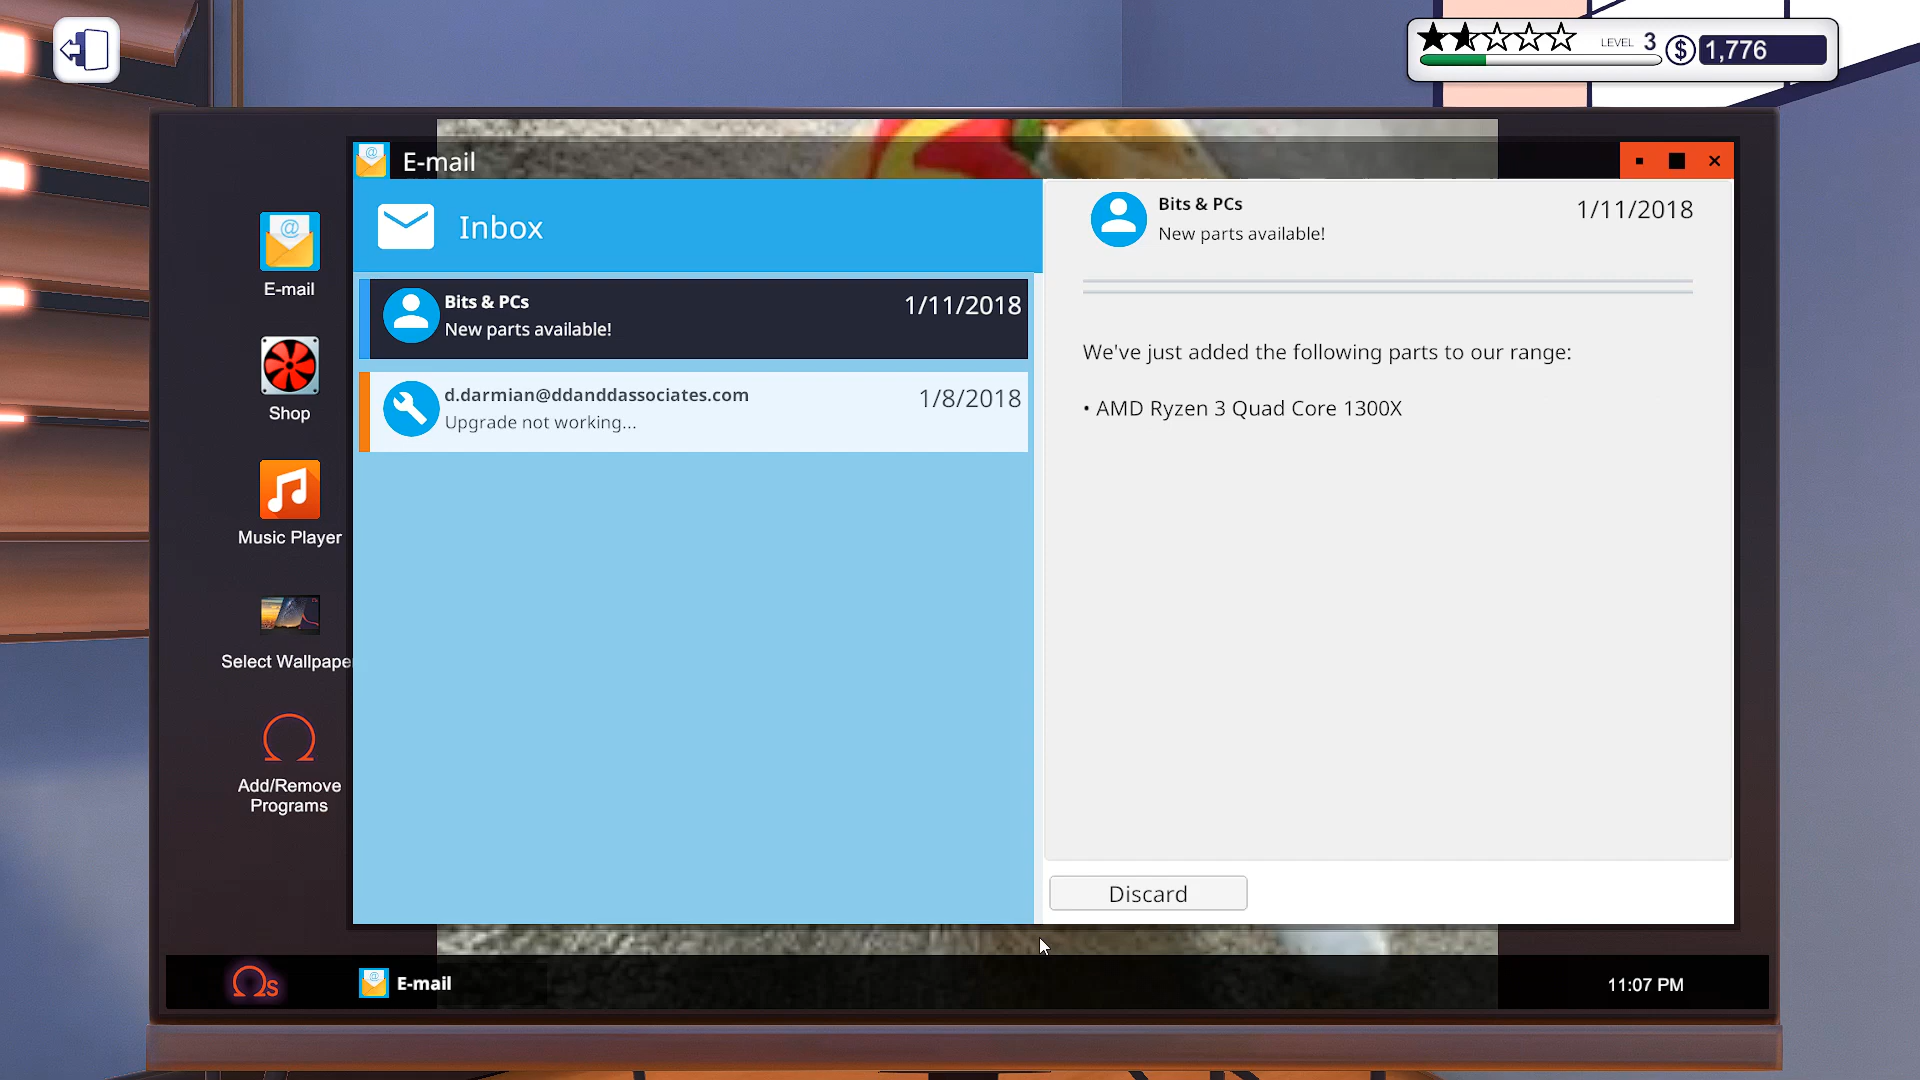 LEVEL 3
$ 1,776
E-mail
Inbox
Bits & PCs
1/11/2018
New parts available!
d.darmian@ddanddassociates.com
1/8/2018
Upgrade not working...
Bits & PCs
1/11/2018
New parts available!
We've just added the following parts to our range:
• AMD Ryzen 3 Quad Core 1300X
Discard
E-mail
Shop
Music Player
Select Wallpape
Add/Remove
Programs
Ωs
E-mail
11:07 PM